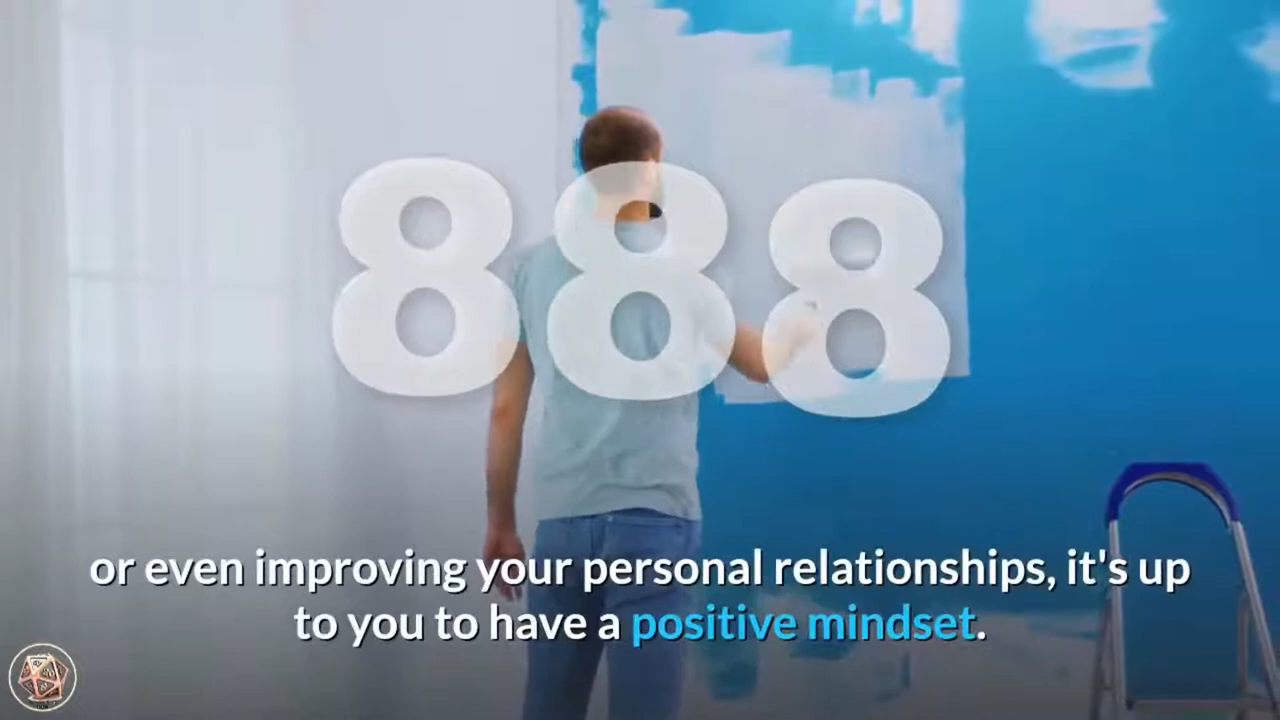 888
or even improving your personal relationships, it's up
to you to have a positive mindset.